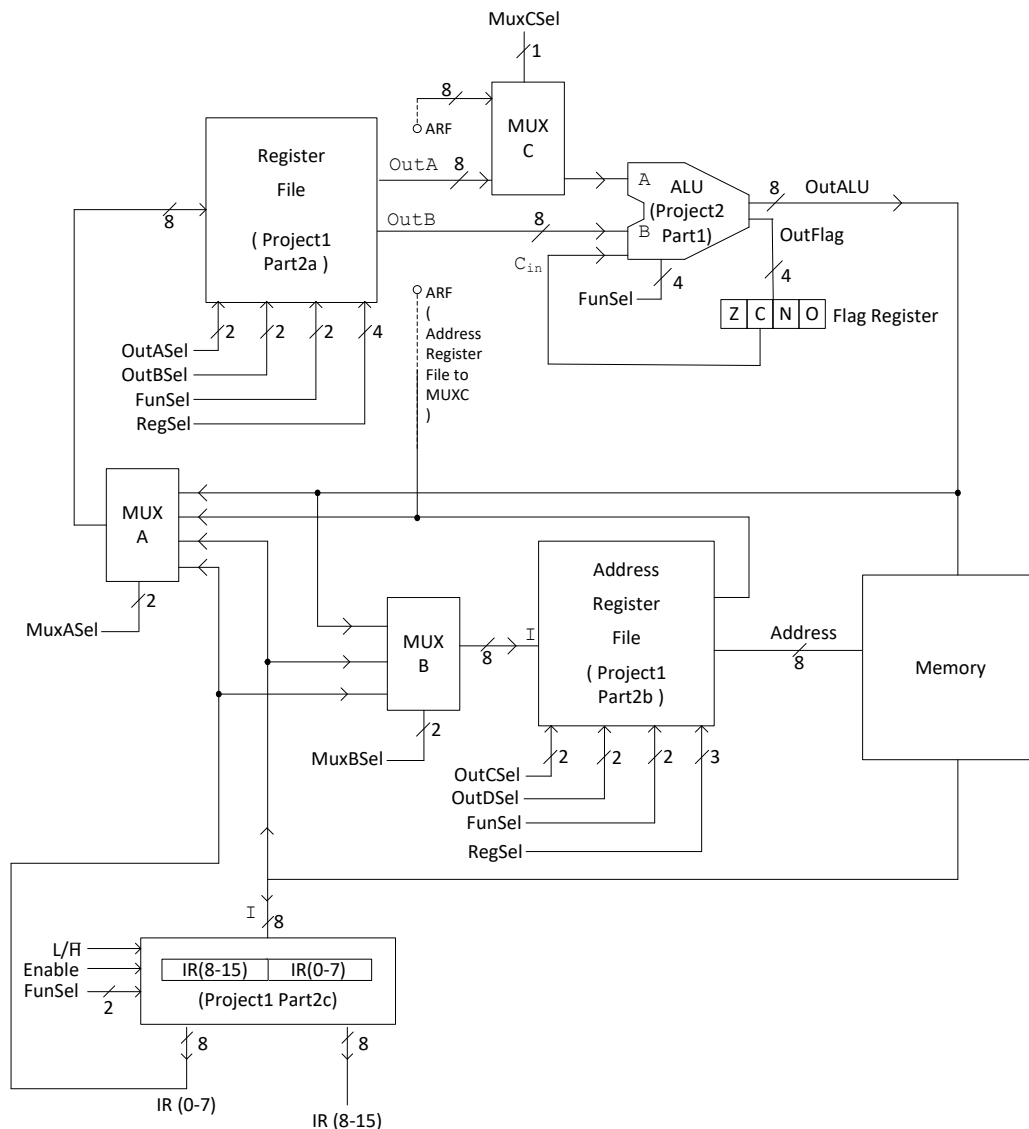 MuxCSel
1
8
MUX
C
ARF
Register
File
( Project1
Part2a )
8
OutA
8
OutB
8
A
B
ALU
(Project2
Part1)
8
OutALU
OutFlag
4
Cin
FunSel
4
Z C N O
Flag Register
2
2
2
4
OutASel
OutBSel
FunSel
RegSel
ARF
(
Address
Register
File to
MUXC
)
MUX
A
2
MuxASel
MUX
B
8
I
2
MuxBSel
Address
Register
File
( Project1
Part2b )
Address
8
Memory
2
2
2
3
OutCSel
OutDSel
FunSel
RegSel
I
8
L/H̅
Enable
FunSel
2
IR(8-15) IR(0-7)
(Project1 Part2c)
8
8
IR (0-7)
IR (8-15)